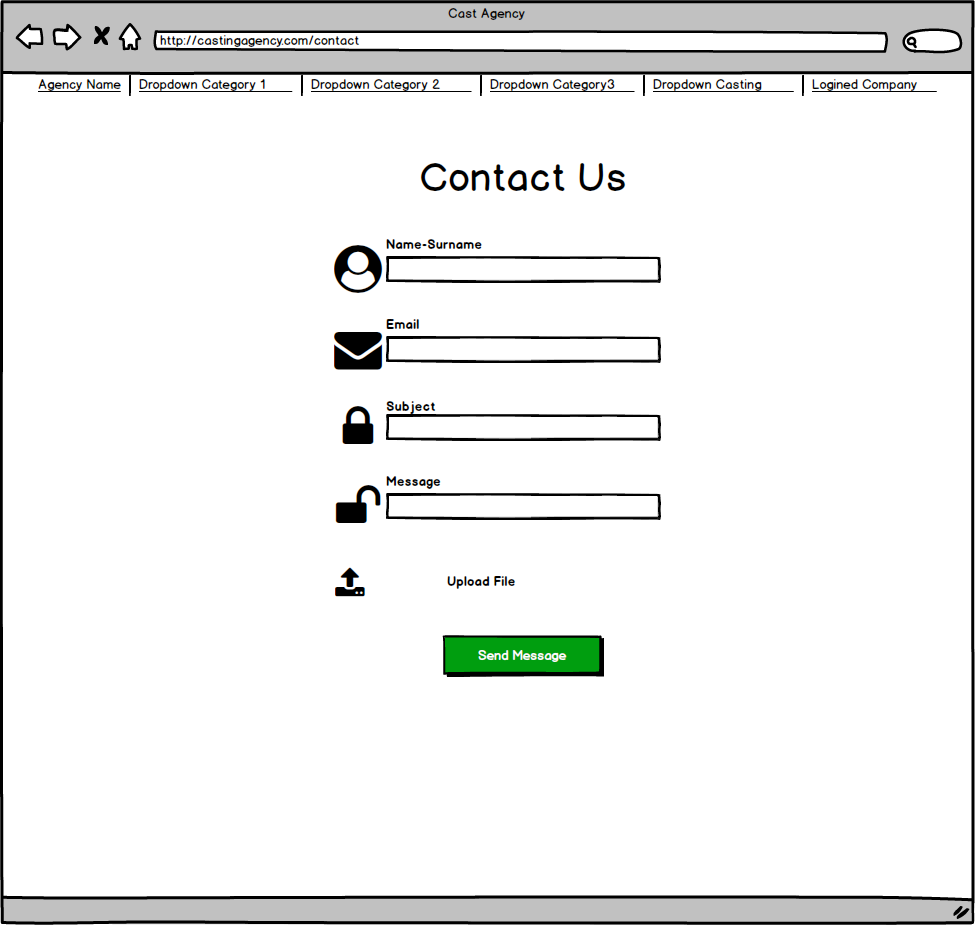 Cast Agency
http://castingagency.com/contact
Agency Name Dropdown Category 1 Dropdown Category 2 Dropdown Category3 Dropdown Casting Logined Company
Contact Us
Name-Surname
Email
Subject
Message
Upload File
Send Message